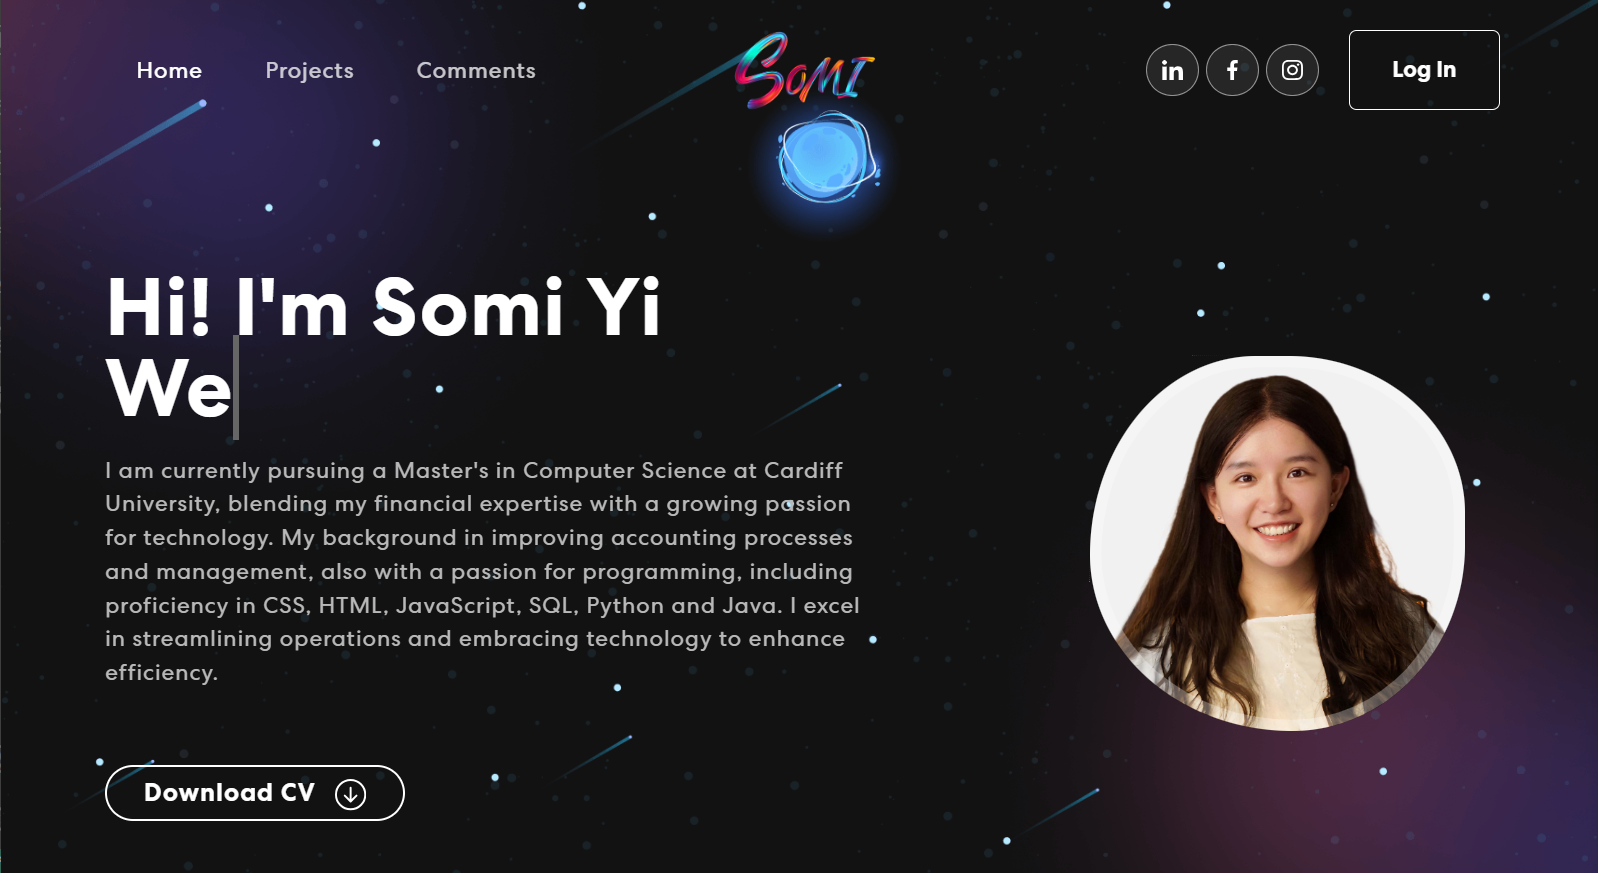 Home Projects Comments
SoMI
in f
Log In
Hi! I'm Somi Yi
We
I am currently pursuing a Master's in Computer Science at Cardiff
University, blending my financial expertise with a growing passion
for technology. My background in improving accounting processes
and management, also with a passion for programming, including
proficiency in CSS, HTML, JavaScript, SQL, Python and Java. I excel
in streamlining operations and embracing technology to enhance
efficiency.
Download CV